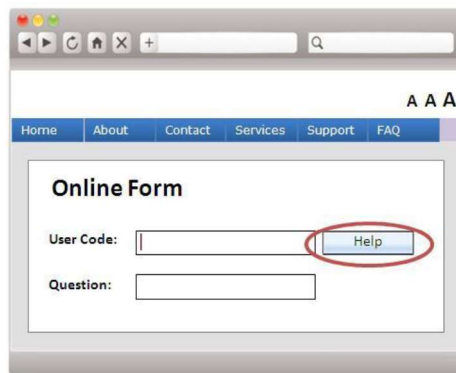 A A A
Home About Contact Services Support FAQ
Online Form
User Code: Help
Question: